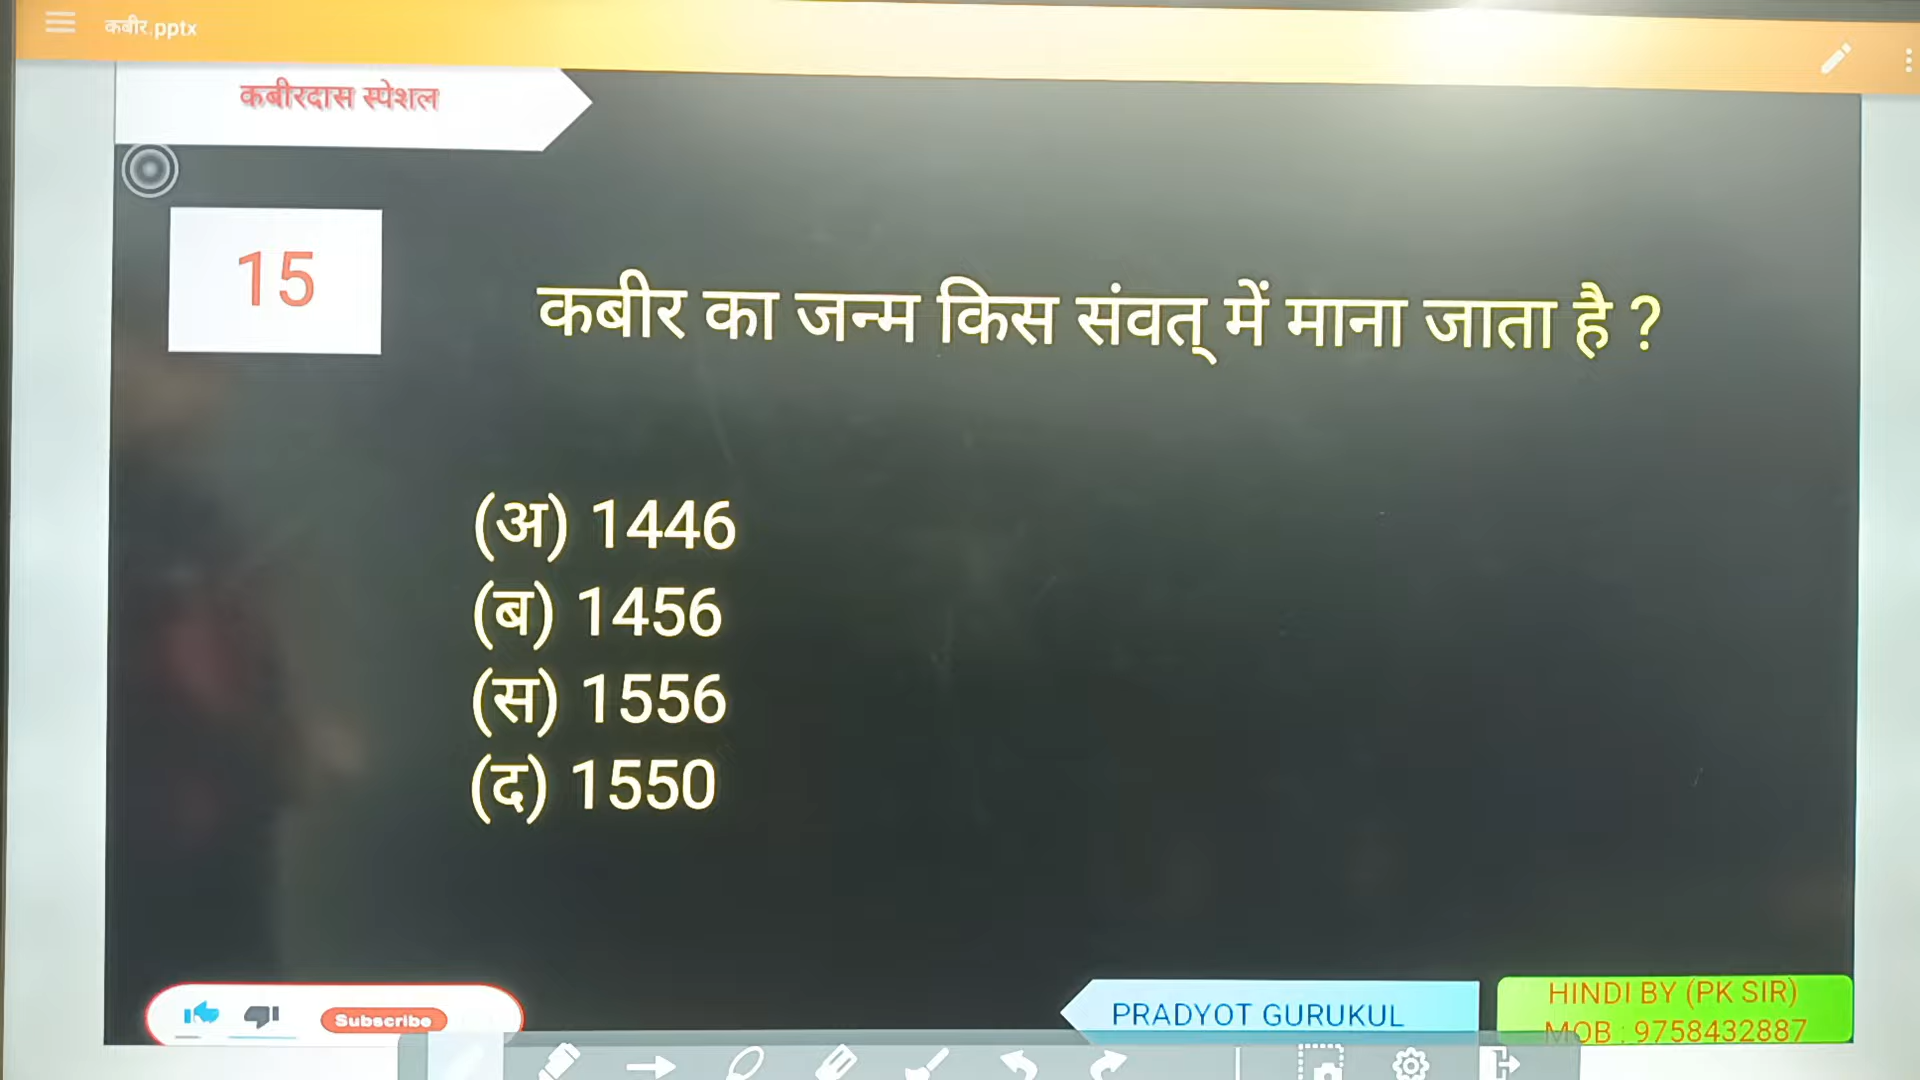 कबीर.pptx
कबीरदास स्पेशल
15
कबीर का जन्म किस संवत् में माना जाता है ?
(अ) 1446
(ब) 1456
(स) 1556
(द) 1550
Subscribe
PRADYOT GURUKUL
HINDI BY (PK SIR)
MOB : 9758432887